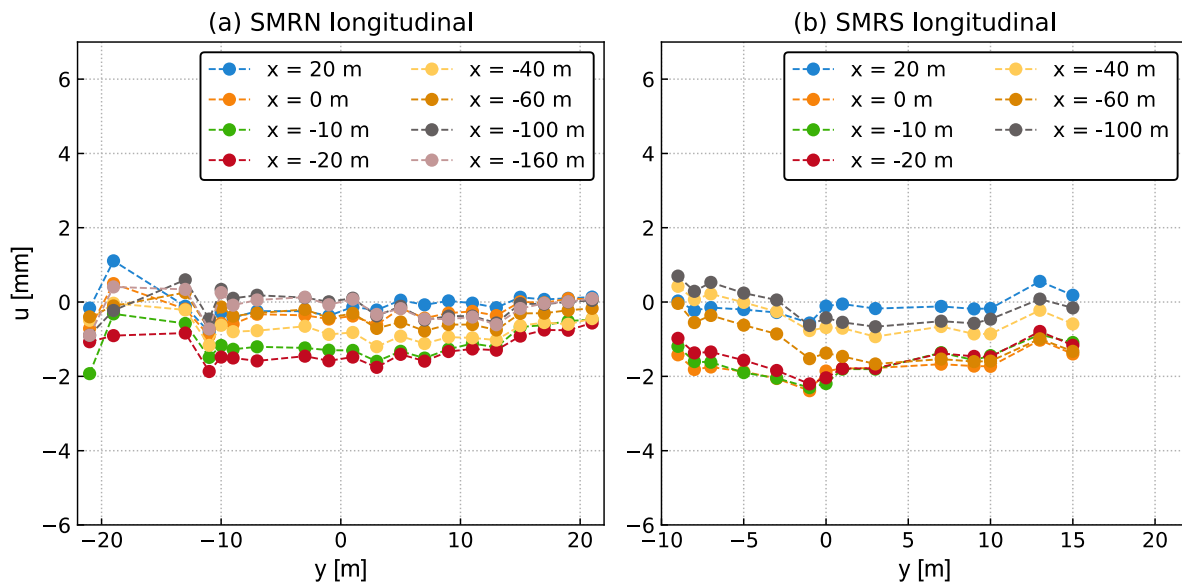 (a) SMRN longitudinal
(b) SMRS longitudinal
x = 20 m
x = 0 m
x = -10 m
x = -20 m
x = -40 m
x = -60 m
x = -100 m
x = -160 m
x = 20 m
x = 0 m
x = -10 m
x = -20 m
x = -40 m
x = -60 m
x = -100 m
u [mm]
6
4
2
0
−2
−4
−6
−20
−10
0
10
20
y [m]
6
4
2
0
−2
−4
−6
−10
−5
0
5
10
15
20
y [m]